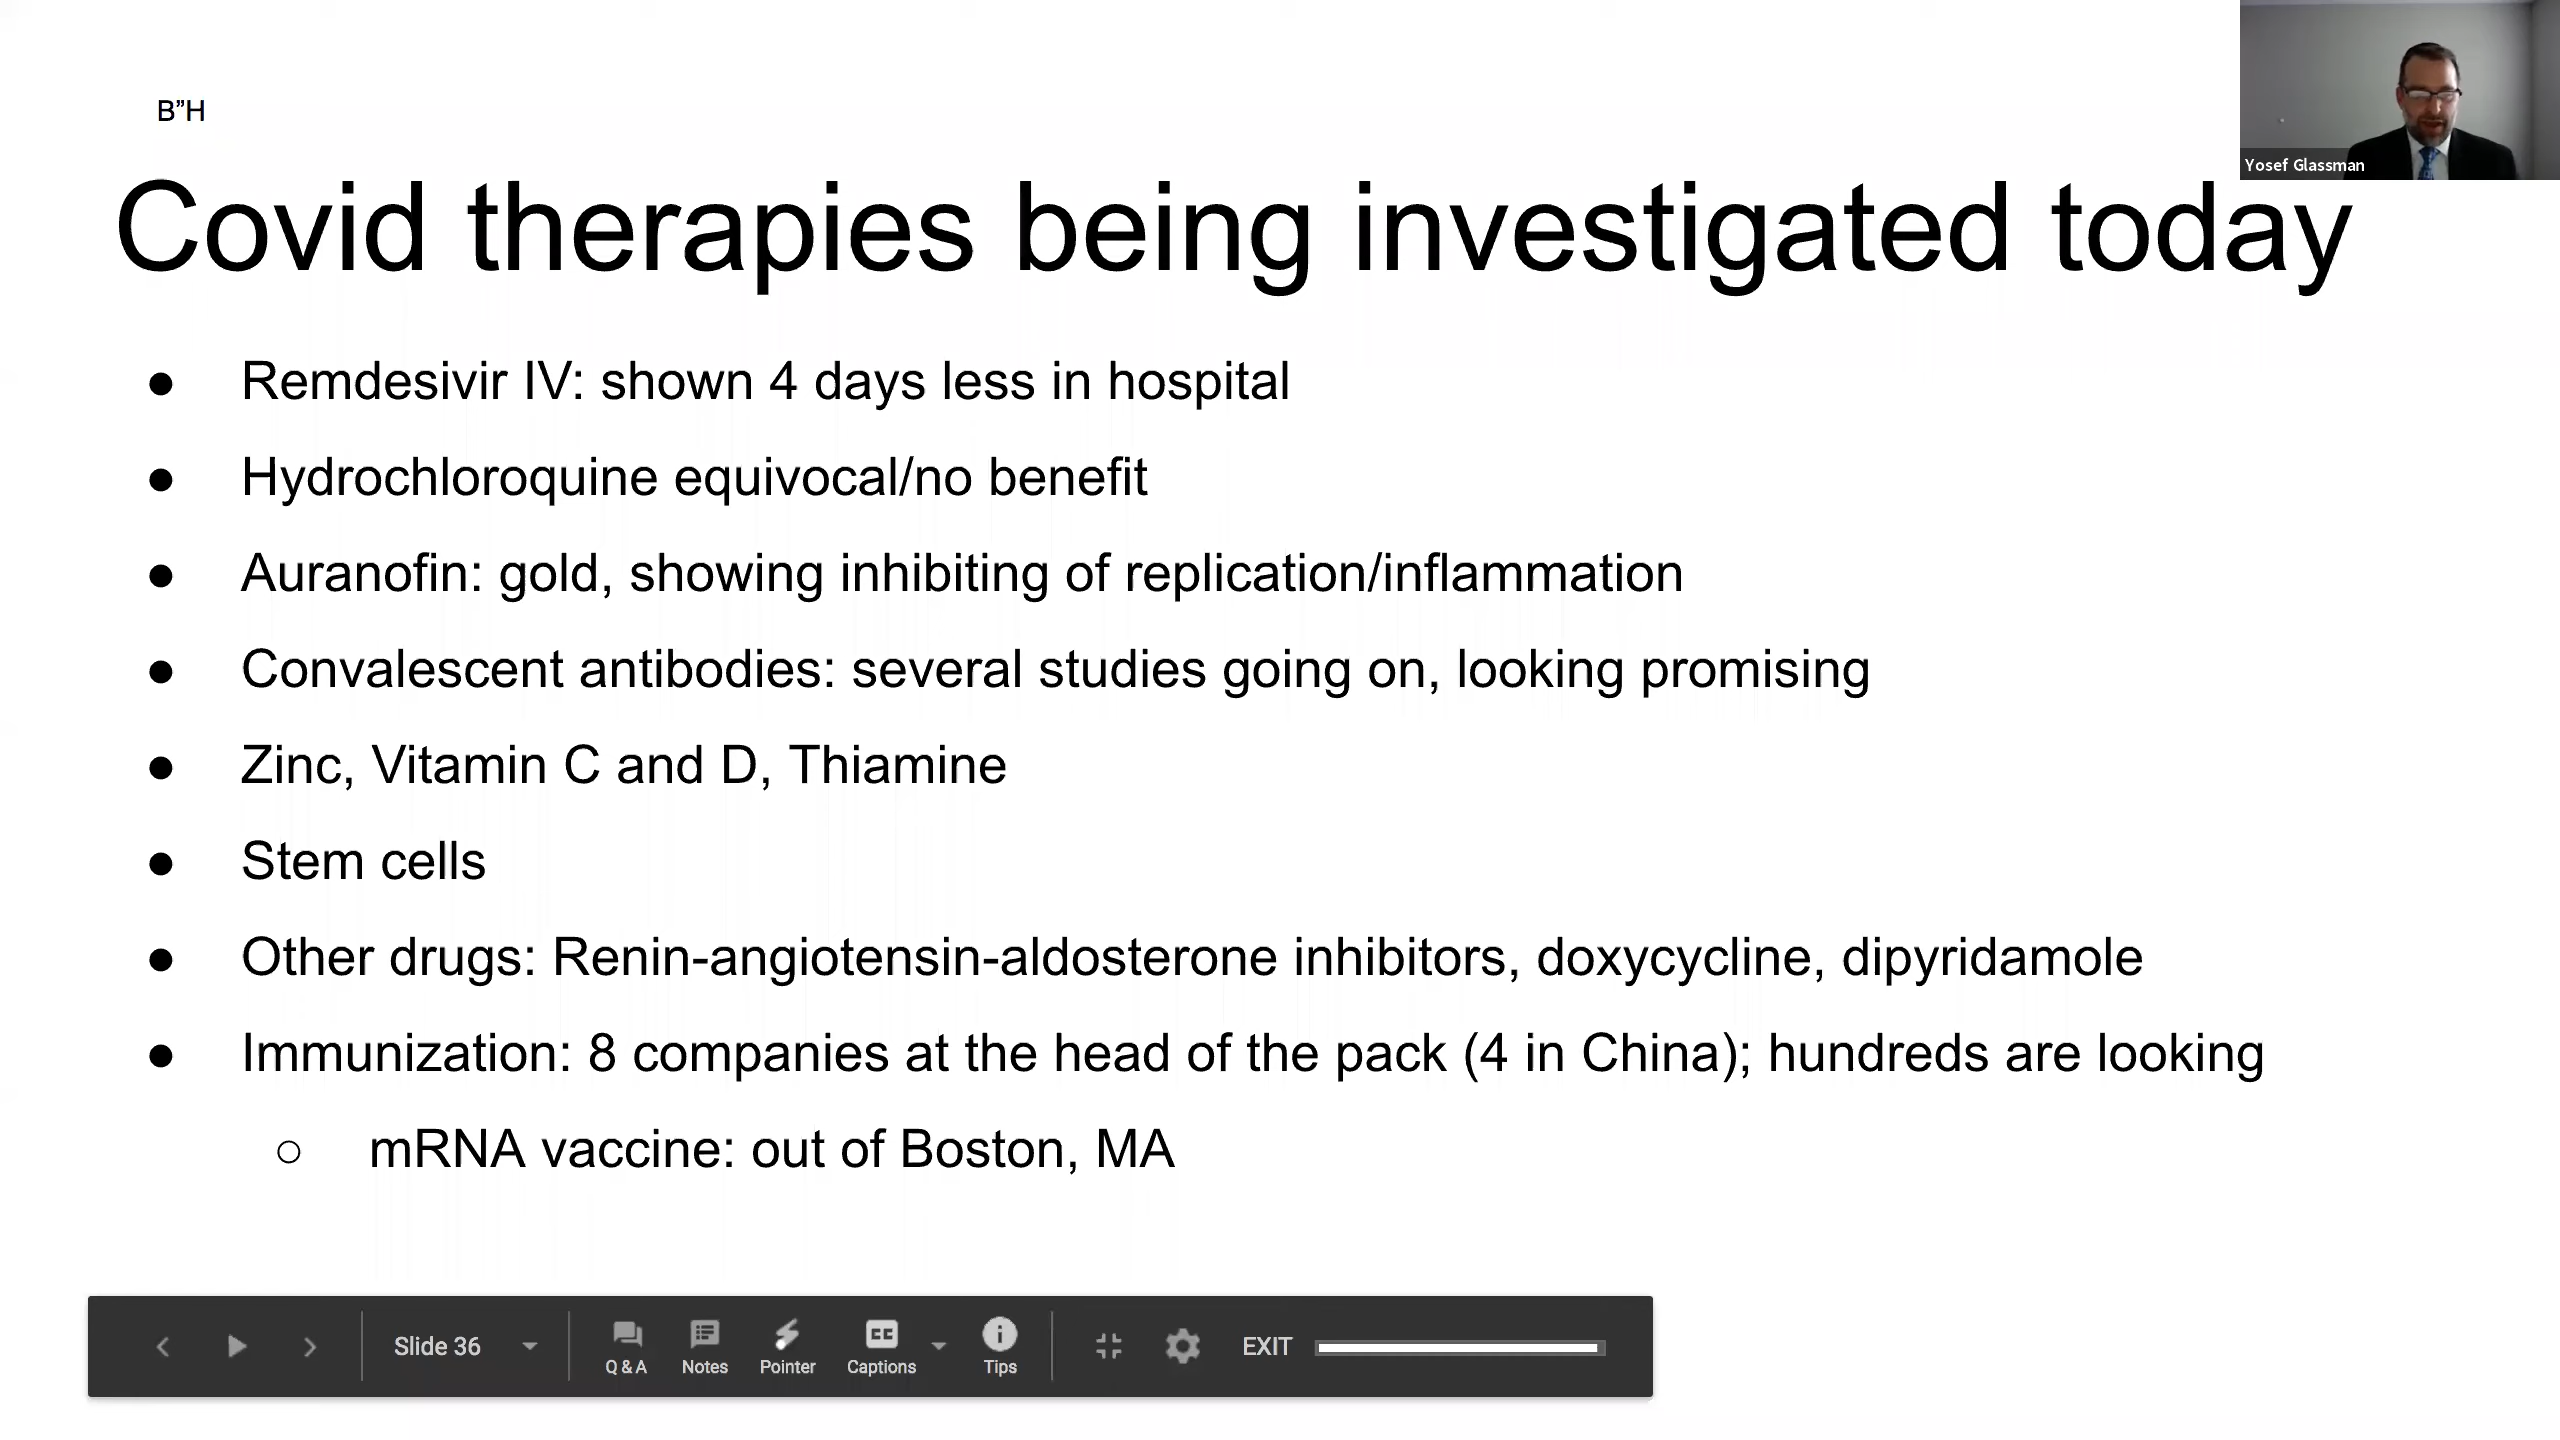 B”H
Yosef Glassman
Covid therapies being investigated today
● Remdesivir IV: shown 4 days less in hospital
● Hydrochloroquine equivocal/no benefit
● Auranofin: gold, showing inhibiting of replication/inflammation
● Convalescent antibodies: several studies going on, looking promising
● Zinc, Vitamin C and D, Thiamine
● Stem cells
● Other drugs: Renin-angiotensin-aldosterone inhibitors, doxycycline, dipyridamole
● Immunization: 8 companies at the head of the pack (4 in China); hundreds are looking
○ mRNA vaccine: out of Boston, MA
Slide 36 Q & A Notes Pointer Captions Tips EXIT